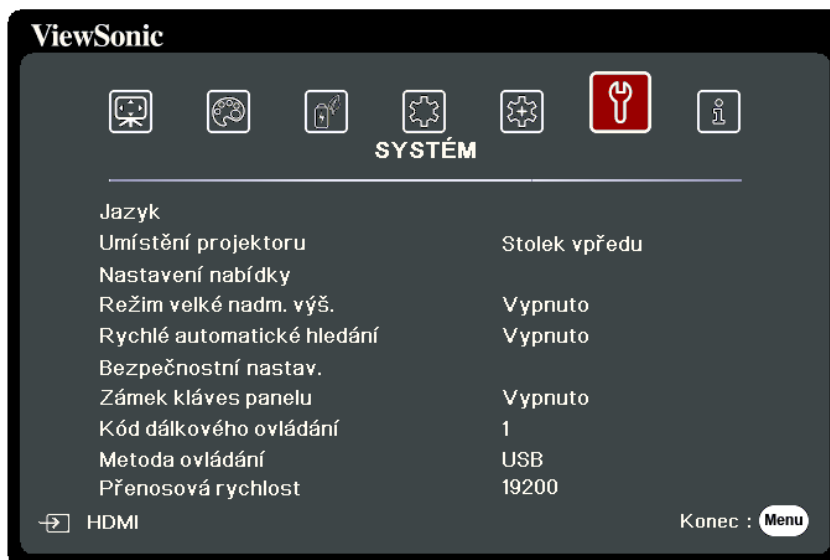 ViewSonic
SYSTÉM
Jazyk
Umístění projektoru Stolek vpředu
Nastavení nabídky
Režim velké nadm. výš. Vypnuto
Rychlé automatické hledání Vypnuto
Bezpečnostní nastav.
Zámek kláves panelu Vypnuto
Kód dálkového ovládání 1
Metoda ovládání USB
Přenosová rychlost 19200
HDMI Konec : Menu